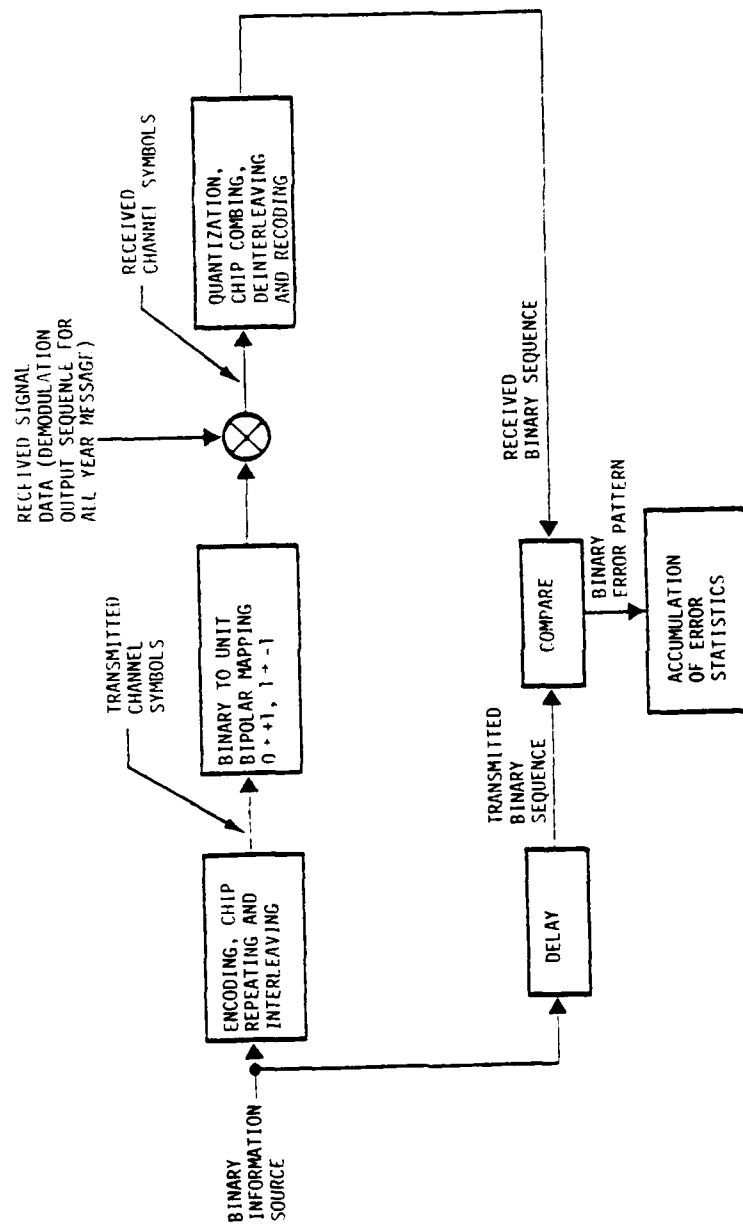 BINARY
INFORMATION
SOURCE
ENCODING, CHIP
REPEATING AND
INTERLEAVING
TRANSMITTED
CHANNEL
SYMBOLS
BINARY TO UNIT
BIPOLAR MAPPING
0 → +1, 1 → -1
RECEIVED SIGNAL
DATA (DEMODULATION
OUTPUT SEQUENCE FOR
ALL YEAR MESSAGE)
RECEIVED
CHANNEL SYMBOLS
QUANTIZATION,
CHIP COMBING,
DEINTERLEAVING
AND RECODING
DELAY
TRANSMITTED
BINARY
SEQUENCE
COMPARE
RECEIVED
BINARY SEQUENCE
BINARY
ERROR PATTERN
ACCUMULATION
OF ERROR
STATISTICS